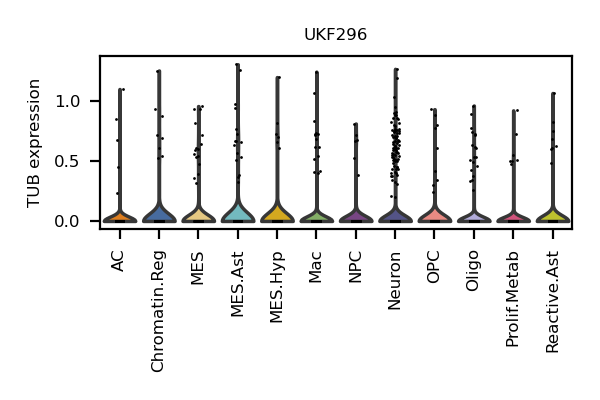 UKF296
TUB expression
1.0
0.5
0.0
AC
Chromatin.Reg
MES
MES.Ast
MES.Hyp
Mac
NPC
Neuron
OPC
Oligo
Prolif.Metab
Reactive.Ast